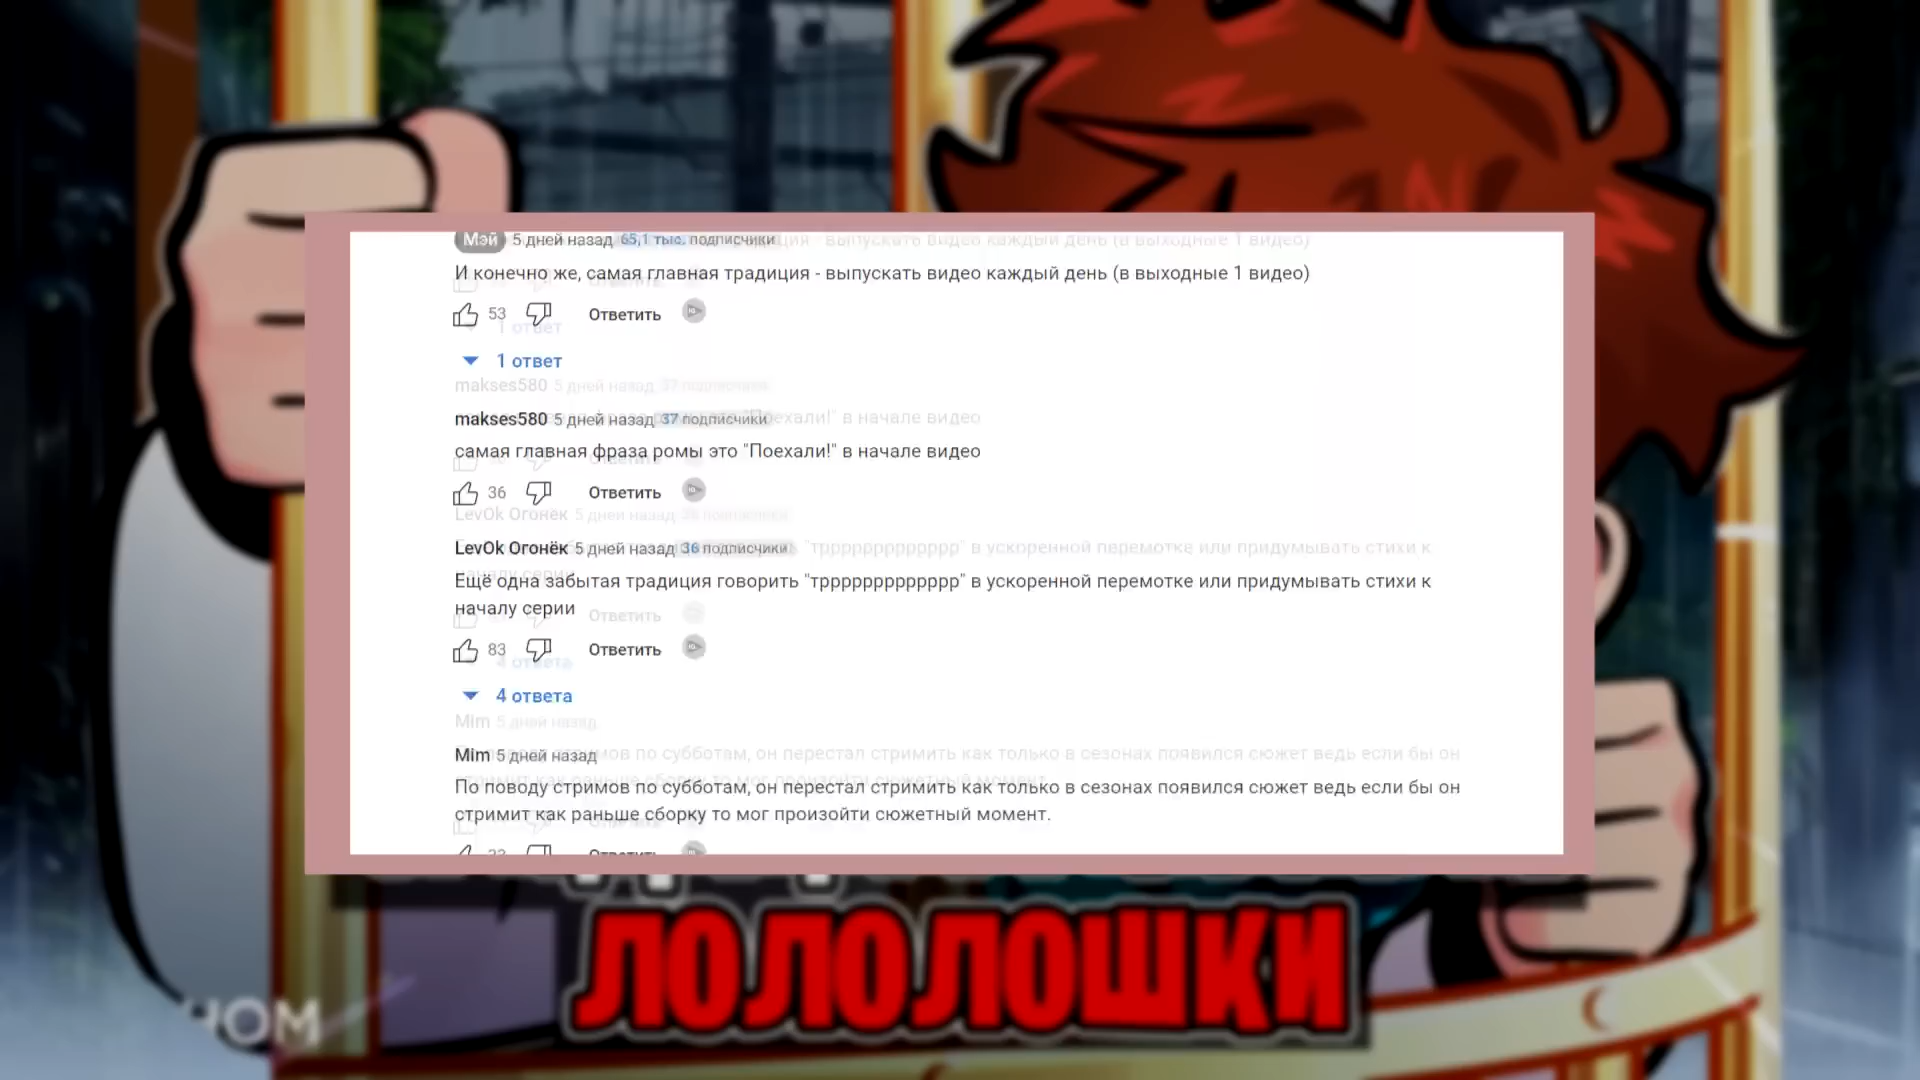 Мэй 5 дней назад 65,1 тыс. подписчики
И конечно же, самая главная традиция - выпускать видео каждый день (в выходные 1 видео)
53 Ответить
1 ответ
makses580 5 дней назад 37 подписчики
самая главная фраза ромы это "Поехали!" в начале видео
36 Ответить
LevOk Огонёк 5 дней назад 36 подписчики
Ещё одна забытая традиция говорить "тррррррррррррр" в ускоренной перемотке или придумывать стихи к
началу серии
83 Ответить
4 ответа
Mim 5 дней назад
По поводу стримов по субботам, он перестал стримить как только в сезонах появился сюжет ведь если бы он
стримит как раньше сборку то мог произойти сюжетный момент.
Ответить
ЛОЛОЛОШКИ